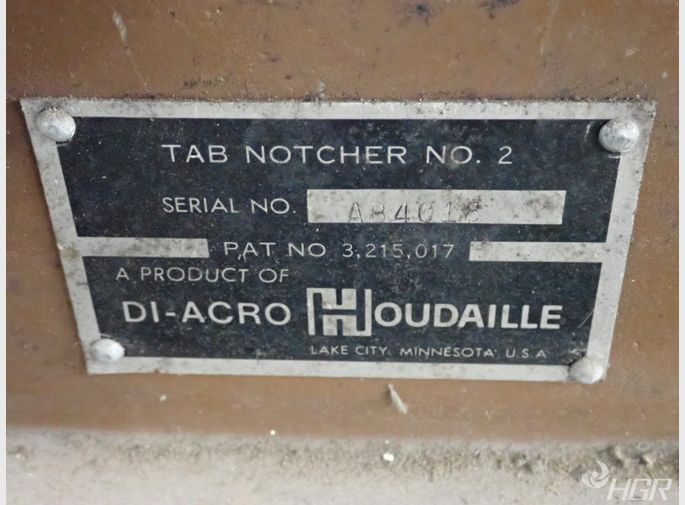 TAB NOTCHER NO. 2
SERIAL NO. A84018
PAT NO 3,215,017
A PRODUCT OF
DI-ACRO HOUDAILLE
LAKE CITY, MINNESOTA U.S.A
HGR